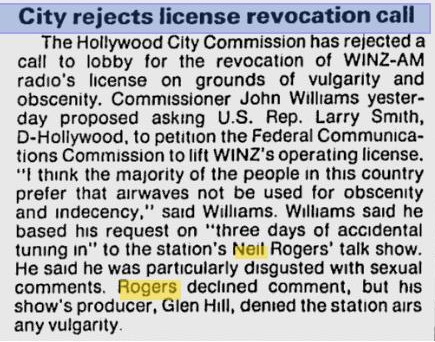 City rejects license revocation call
The Hollywood City Commission has rejected a
call to lobby for the revocation of WINZ-AM
radio's license on grounds of vulgarity and
obscenity. Commissioner John Williams yester-
day proposed asking U.S. Rep. Larry Smith,
D-Hollywood, to petition the Federal Communica-
tions Commission to lift WINZ's operating license.
"I think the majority of the people in this country
prefer that airwaves not be used for obscenity
and indecency," said Williams. Williams said he
based his request on "three days of accidental
tuning in" to the station's Neil Rogers' talk show.
He said he was particularly disgusted with sexual
comments. Rogers declined comment, but his
show's producer, Glen Hill, denied the station airs
any vulgarity.